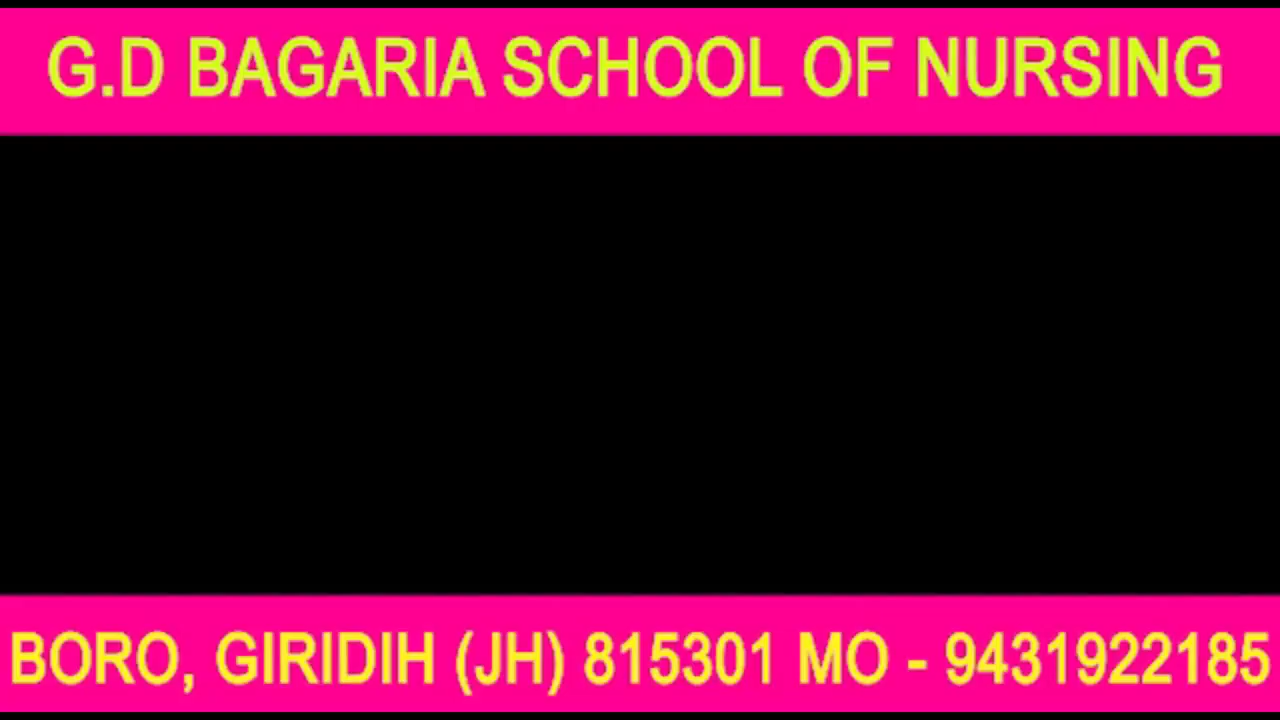 G.D BAGARIA SCHOOL OF NURSING
BORO, GIRIDIH (JH) 815301 MO - 9431922185